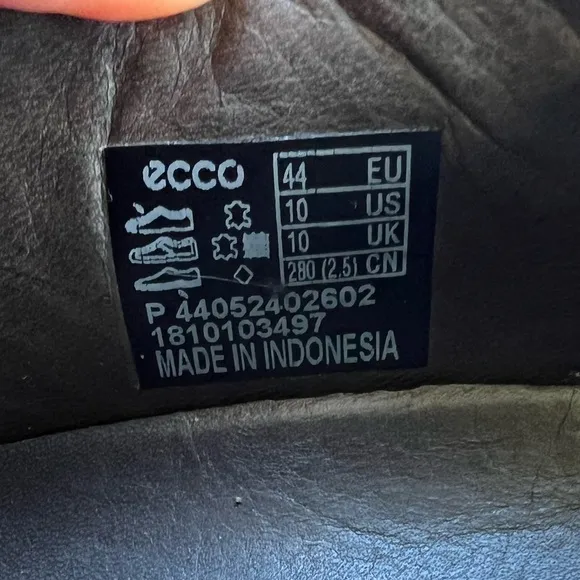 ecco
44 EU
10 US
10 UK
280 (2.5) CN
P 44052402602
1810103497
MADE IN INDONESIA